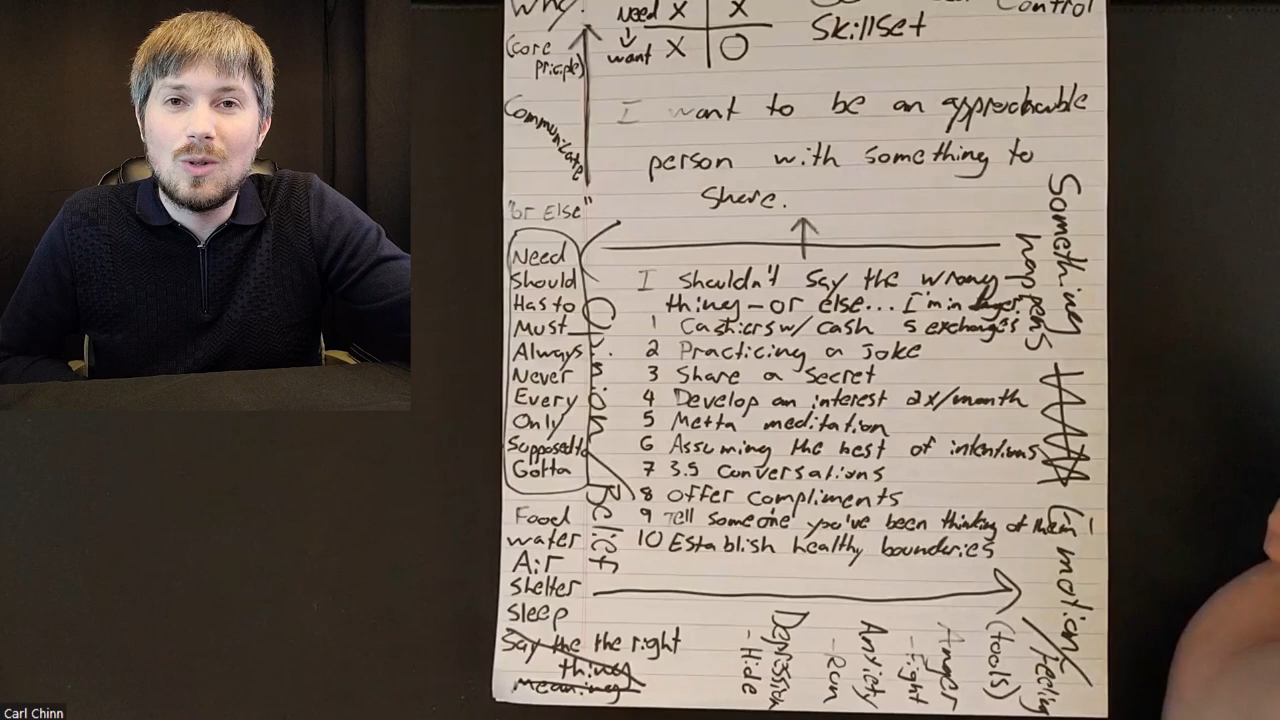 Why?
Need X X
want X O
Control
Skillset
(core
priciple)
Communicate
I want to be an approachable
person with something to
share.
"or Else"
Need
Should
Has to
Must
Always
Never
Every
Only
Supposed to
Gotta
Opinion
Belief
I shouldn't say the wrong
thing - or else... I'm in danger.
1 Cashiers w/ cash 5 exchanges
2 Practicing a joke
3 Share a secret
4 Develop an interest 2x/month
5 Metta meditation
6 Assuming the best of intentions
7 3.5 conversations
8 Offer compliments
9 Tell someone you've been thinking of them
10 Establish healthy bounderies
Something
happens
Emotion/Feeling
(tools)
Food
water
Air
Shelter
Sleep
Say the the right
thing
meaning
Depression
-Hide
Anxiety
-Run
Anger
-Fight
Carl Chinn